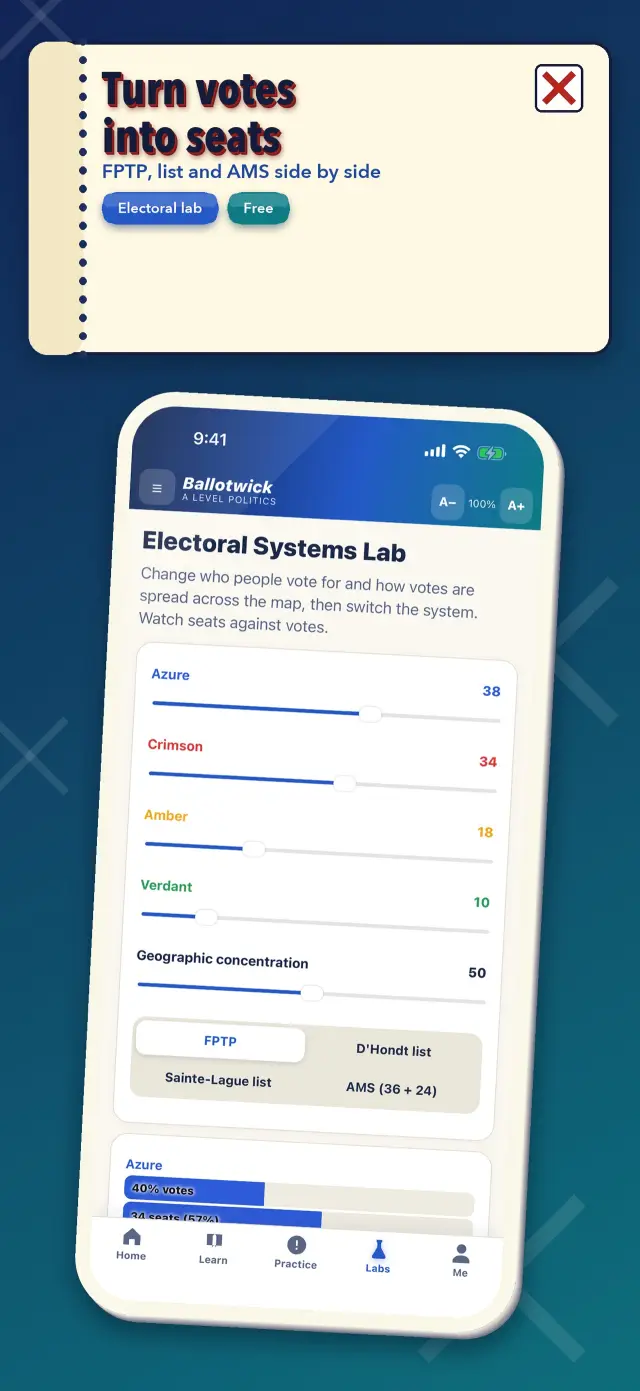 Turn votes
into seats
FPTP, list and AMS side by side
Electoral lab
Free
9:41
≡
Ballotwick
A LEVEL POLITICS
A−
100%
A+
Electoral Systems Lab
Change who people vote for and how votes are
spread across the map, then switch the system.
Watch seats against votes.
Azure
38
Crimson
34
Amber
18
Verdant
10
Geographic concentration
50
FPTP
D'Hondt list
Sainte-Lague list
AMS (36 + 24)
Azure
40% votes
34 seats (57%)
Home
Learn
Practice
Labs
Me